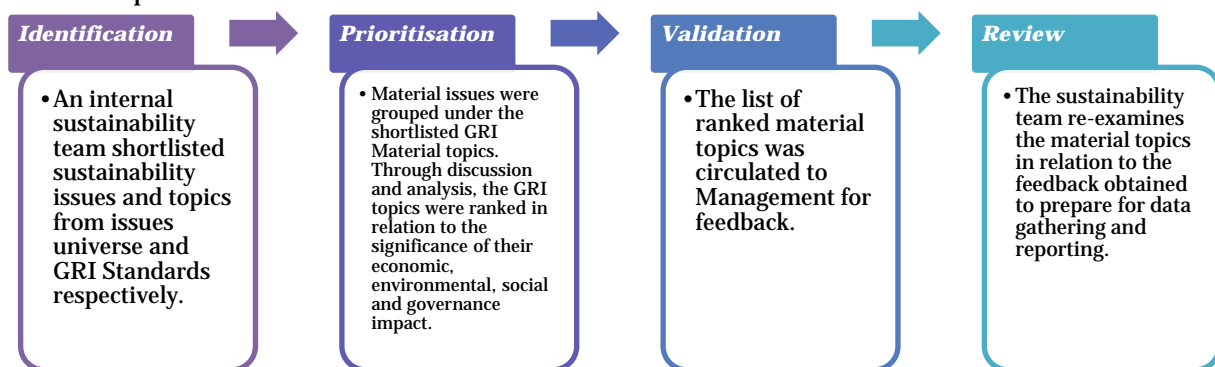 Identification
• An internal
sustainability
team shortlisted
sustainability
issues and topics
from issues
universe and
GRI Standards
respectively.
Prioritisation
• Material issues were
grouped under the
shortlisted GRI
Material topics.
Through discussion
and analysis, the GRI
topics were ranked in
relation to the
significance of their
economic,
environmental, social
and governance
impact.
Validation
• The list of
ranked material
topics was
circulated to
Management for
feedback.
Review
• The sustainability
team re-examines
the material topics
in relation to the
feedback obtained
to prepare for data
gathering and
reporting.